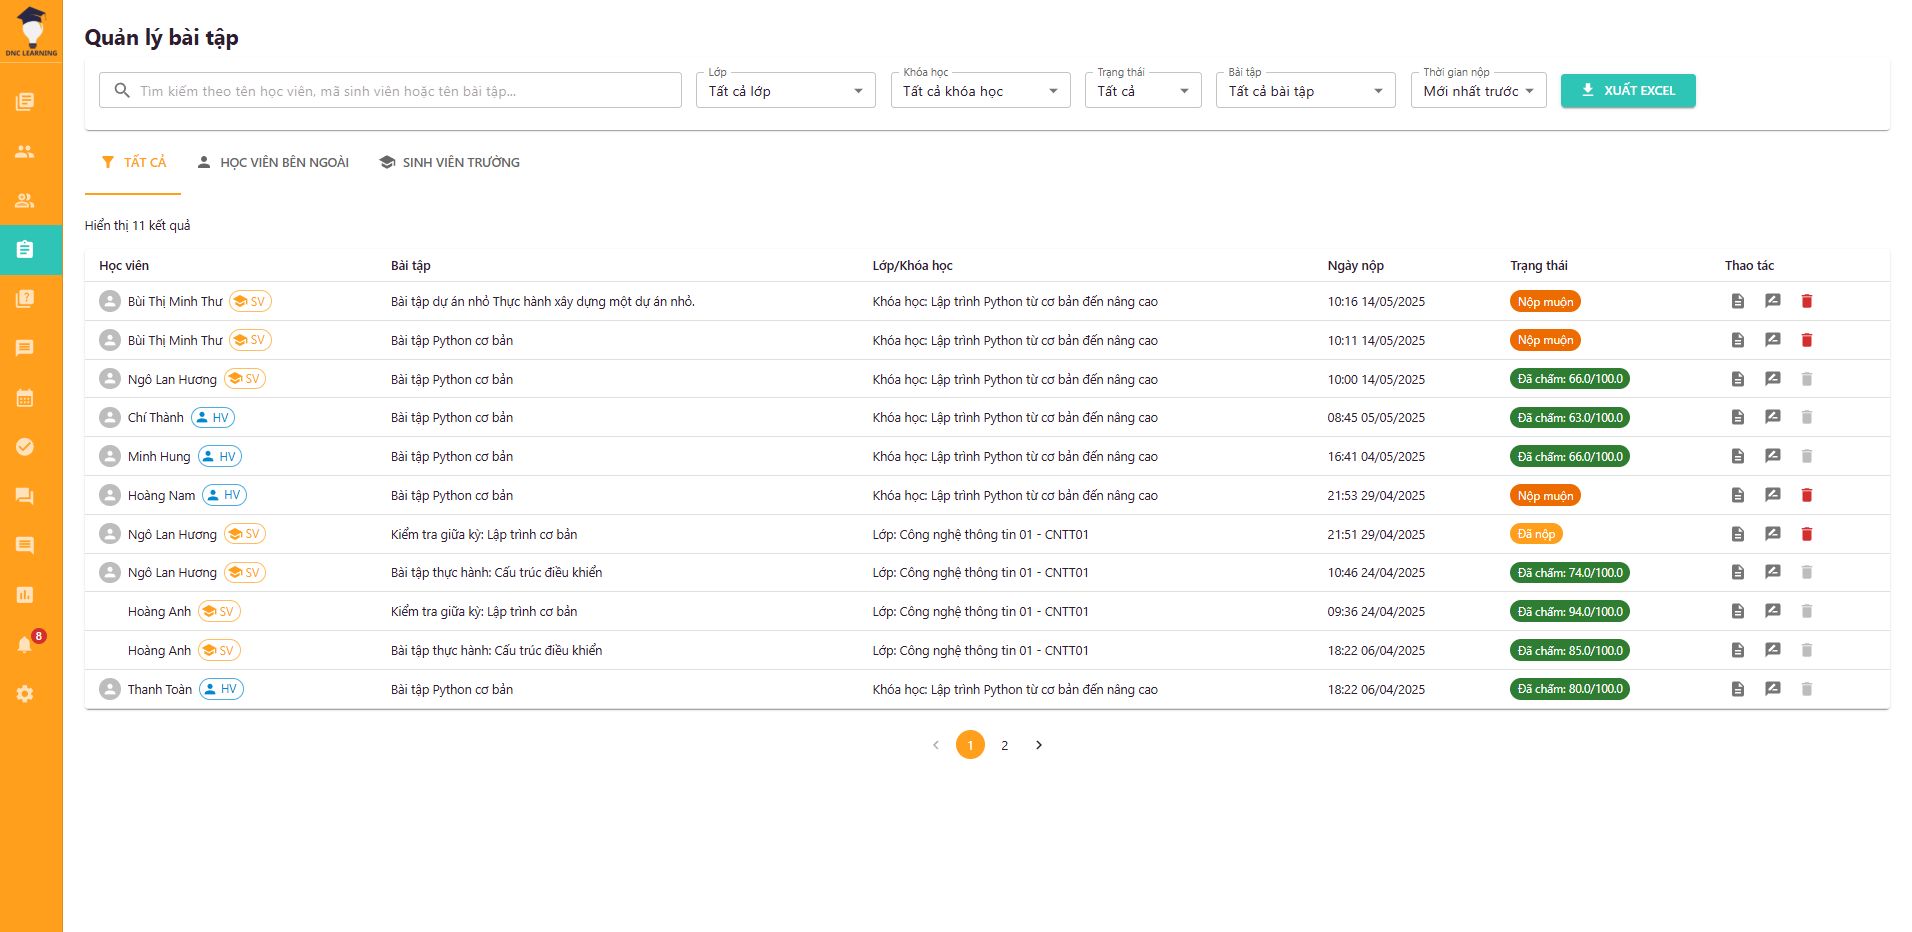 DNC LEARNING
Quản lý bài tập
Tìm kiếm theo tên học viên, mã sinh viên hoặc tên bài tập...
Lớp
Tất cả lớp
Khóa học
Tất cả khóa học
Trạng thái
Tất cả
Bài tập
Tất cả bài tập
Thời gian nộp
Mới nhất trước
XUẤT EXCEL
TẤT CẢ
HỌC VIÊN BÊN NGOÀI
SINH VIÊN TRƯỜNG
Hiển thị 11 kết quả
Học viên Bài tập Lớp/Khóa học Ngày nộp Trạng thái Thao tác
Bùi Thị Minh Thư SV Bài tập dự án nhỏ Thực hành xây dựng một dự án nhỏ. Khóa học: Lập trình Python từ cơ bản đến nâng cao 10:16 14/05/2025 Nộp muộn
Bùi Thị Minh Thư SV Bài tập Python cơ bản Khóa học: Lập trình Python từ cơ bản đến nâng cao 10:11 14/05/2025 Nộp muộn
Ngô Lan Hương SV Bài tập Python cơ bản Khóa học: Lập trình Python từ cơ bản đến nâng cao 10:00 14/05/2025 Đã chấm: 66.0/100.0
Chí Thành HV Bài tập Python cơ bản Khóa học: Lập trình Python từ cơ bản đến nâng cao 08:45 05/05/2025 Đã chấm: 63.0/100.0
Minh Hung HV Bài tập Python cơ bản Khóa học: Lập trình Python từ cơ bản đến nâng cao 16:41 04/05/2025 Đã chấm: 66.0/100.0
Hoàng Nam HV Bài tập Python cơ bản Khóa học: Lập trình Python từ cơ bản đến nâng cao 21:53 29/04/2025 Nộp muộn
Ngô Lan Hương SV Kiểm tra giữa kỳ: Lập trình cơ bản Lớp: Công nghệ thông tin 01 - CNTT01 21:51 29/04/2025 Đã nộp
Ngô Lan Hương SV Bài tập thực hành: Cấu trúc điều khiển Lớp: Công nghệ thông tin 01 - CNTT01 10:46 24/04/2025 Đã chấm: 74.0/100.0
Hoàng Anh SV Kiểm tra giữa kỳ: Lập trình cơ bản Lớp: Công nghệ thông tin 01 - CNTT01 09:36 24/04/2025 Đã chấm: 94.0/100.0
Hoàng Anh SV Bài tập thực hành: Cấu trúc điều khiển Lớp: Công nghệ thông tin 01 - CNTT01 18:22 06/04/2025 Đã chấm: 85.0/100.0
Thanh Toàn HV Bài tập Python cơ bản Khóa học: Lập trình Python từ cơ bản đến nâng cao 18:22 06/04/2025 Đã chấm: 80.0/100.0
8
1 2